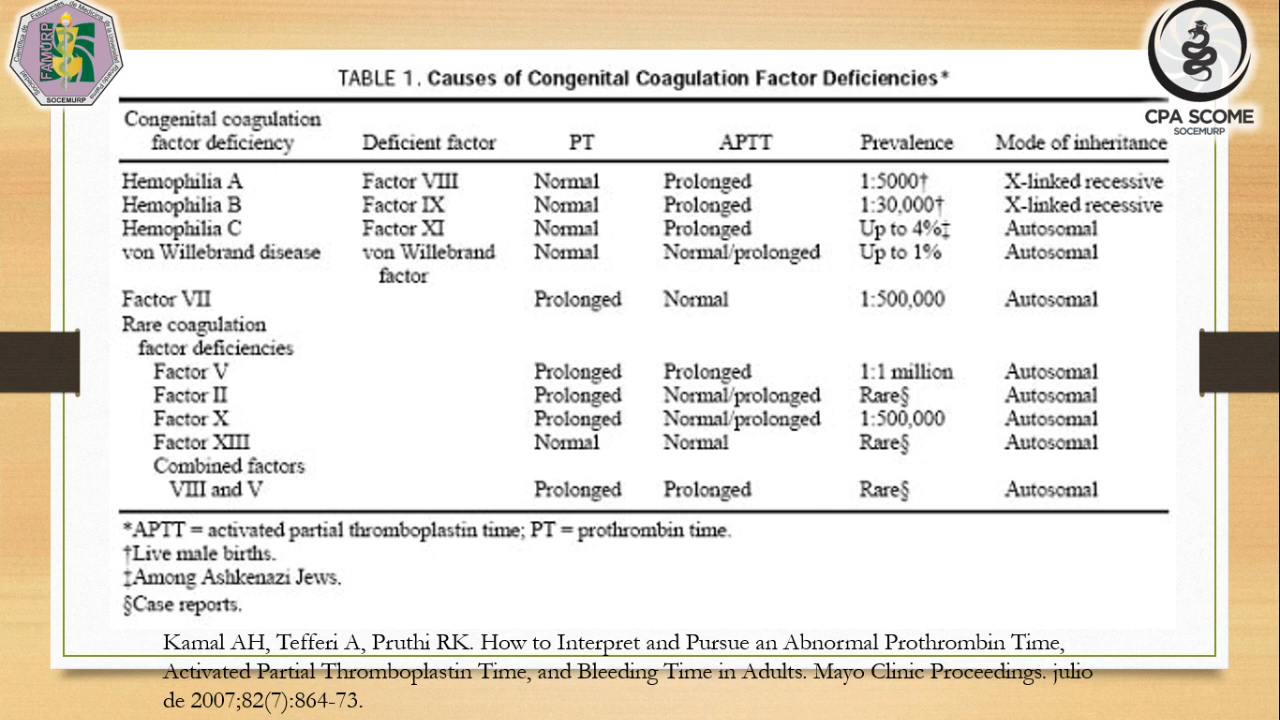 FAMURP
SOCEMURP
CPA SCOME
SOCEMURP
TABLE 1. Causes of Congenital Coagulation Factor Deficiencies*
Congenital coagulation
factor deficiency Deficient factor PT APTT Prevalence Mode of inheritance
Hemophilia A Factor VIII Normal Prolonged 1:5000† X-linked recessive
Hemophilia B Factor IX Normal Prolonged 1:30,000† X-linked recessive
Hemophilia C Factor XI Normal Prolonged Up to 4%‡ Autosomal
von Willebrand disease von Willebrand Normal Normal/prolonged Up to 1% Autosomal
factor
Factor VII Prolonged Normal 1:500,000 Autosomal
Rare coagulation
factor deficiencies
Factor V Prolonged Prolonged 1:1 million Autosomal
Factor II Prolonged Normal/prolonged Rare§ Autosomal
Factor X Prolonged Normal/prolonged 1:500,000 Autosomal
Factor XIII Normal Normal Rare§ Autosomal
Combined factors
VIII and V Prolonged Prolonged Rare§ Autosomal
*APTT = activated partial thromboplastin time; PT = prothrombin time.
†Live male births.
‡Among Ashkenazi Jews.
§Case reports.
Kamal AH, Tefferi A, Pruthi RK. How to Interpret and Pursue an Abnormal Prothrombin Time,
Activated Partial Thromboplastin Time, and Bleeding Time in Adults. Mayo Clinic Proceedings. julio
de 2007;82(7):864-73.